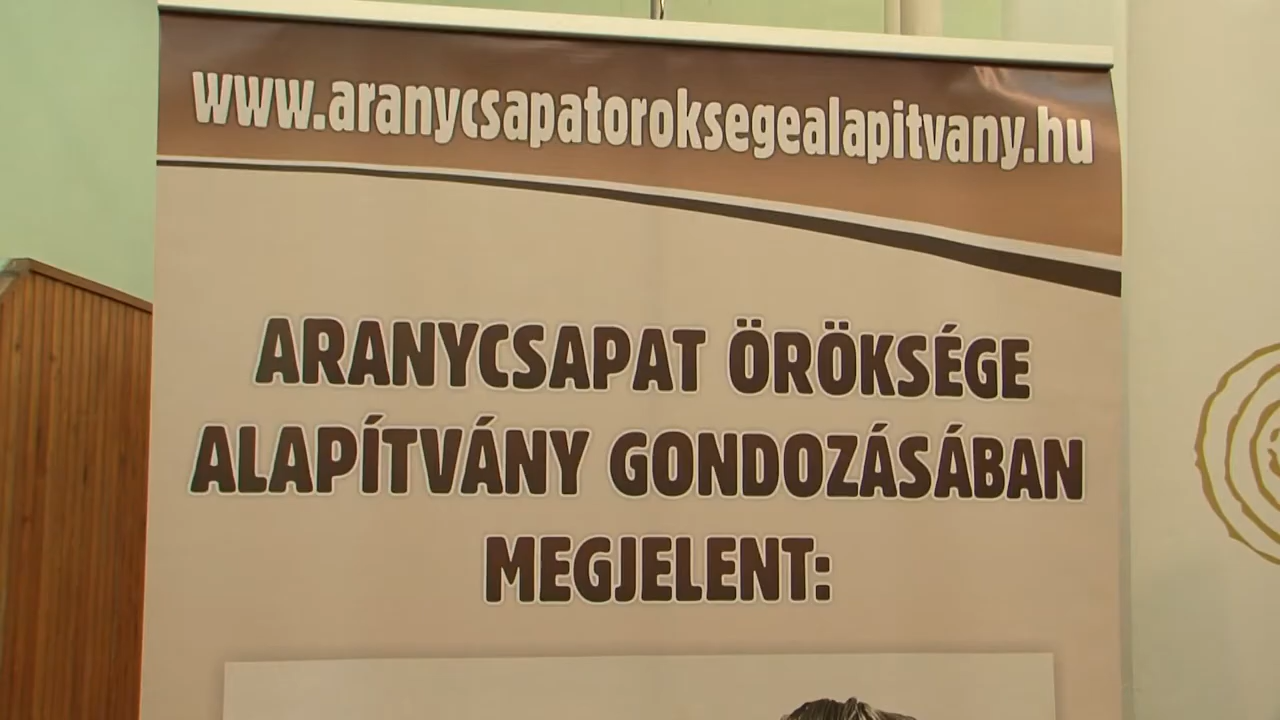 www.aranycsapatoroksegealapitvany.hu
ARANYCSAPAT ÖRÖKSÉGE
ALAPÍTVÁNY GONDOZÁSÁBAN
MEGJELENT: